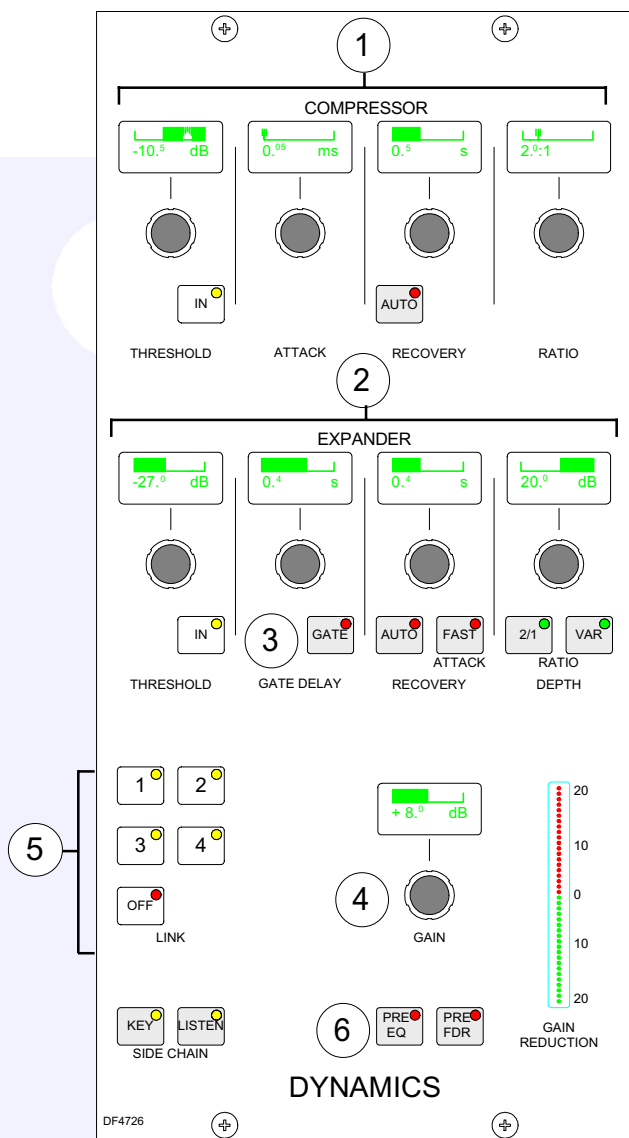 1
COMPRESSOR
-10.⁵ dB 0.⁰⁵ ms 0.⁵ s 2.⁰:1
IN AUTO
THRESHOLD ATTACK RECOVERY RATIO
2
EXPANDER
-27.⁰ dB 0.⁴ s 0.⁴ s 20.⁰ dB
IN 3 GATE AUTO FAST 2/1 VAR
ATTACK RATIO
THRESHOLD GATE DELAY RECOVERY DEPTH
1 2
20
+ 8.⁰ dB
3 4
10
5
OFF 4 0
LINK GAIN
10
20
KEY LISTEN 6 PRE EQ PRE FDR
SIDE CHAIN
GAIN
REDUCTION
DYNAMICS
DF4726